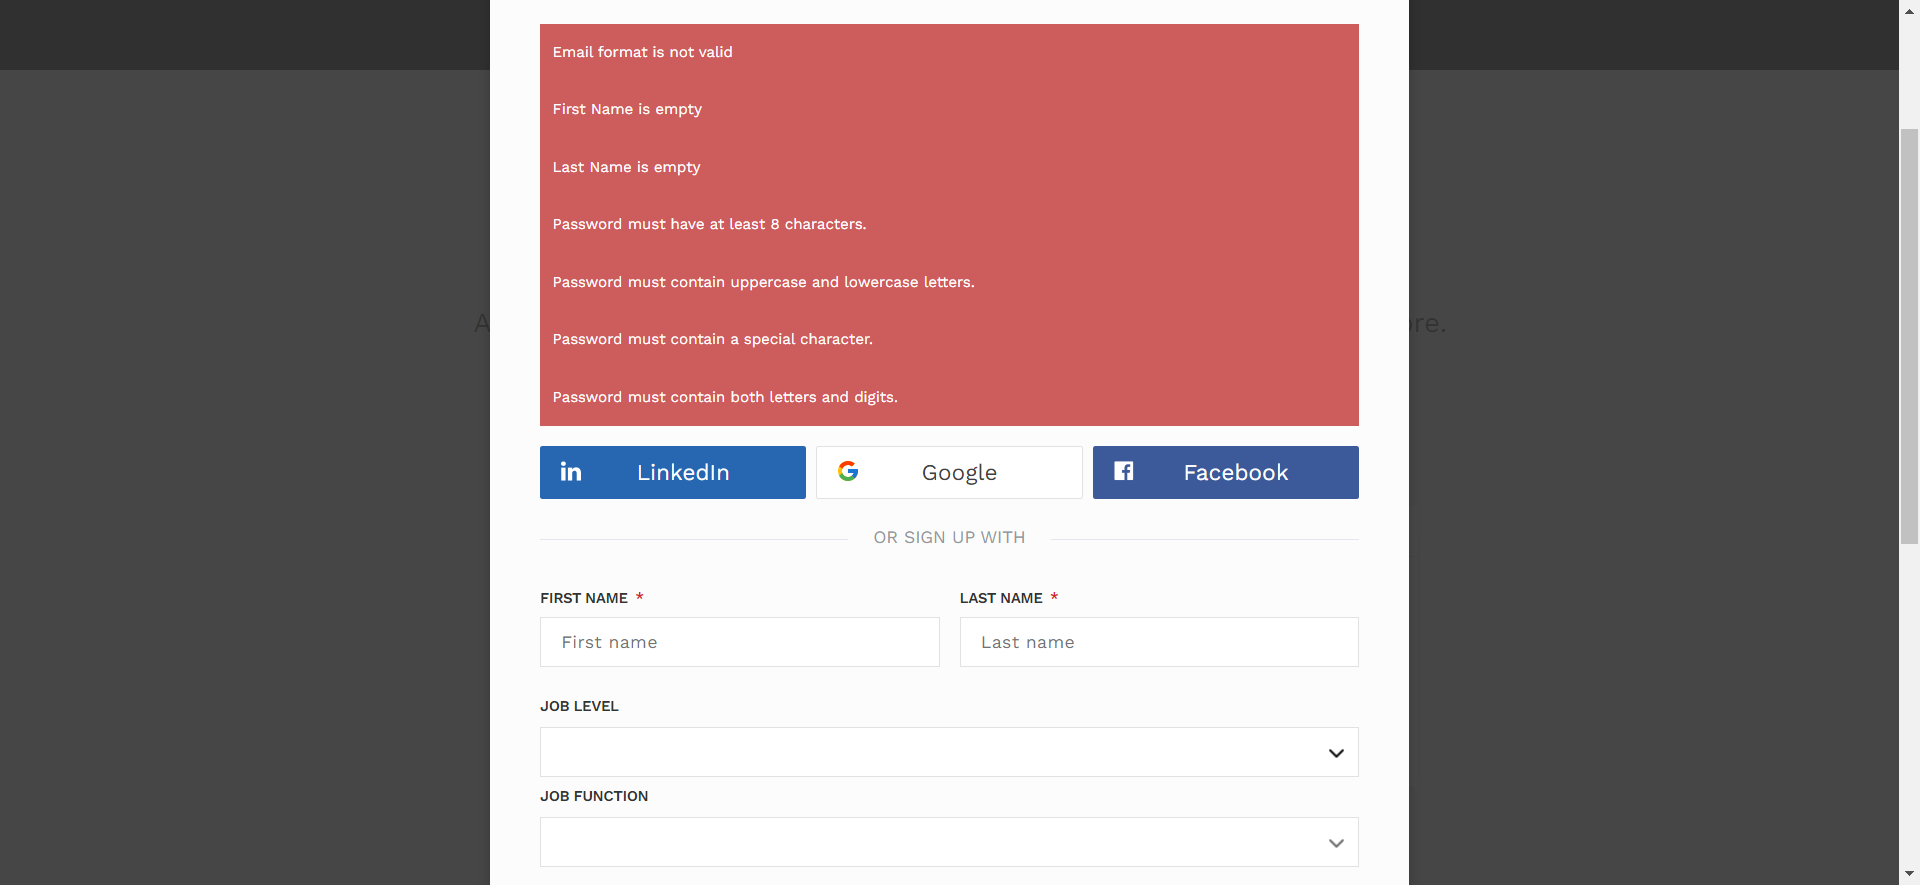 Email format is not valid
First Name is empty
Last Name is empty
Password must have at least 8 characters.
Password must contain uppercase and lowercase letters.
Password must contain a special character.
Password must contain both letters and digits.
LinkedIn
Google
Facebook
OR SIGN UP WITH
FIRST NAME *
LAST NAME *
First name
Last name
JOB LEVEL
JOB FUNCTION